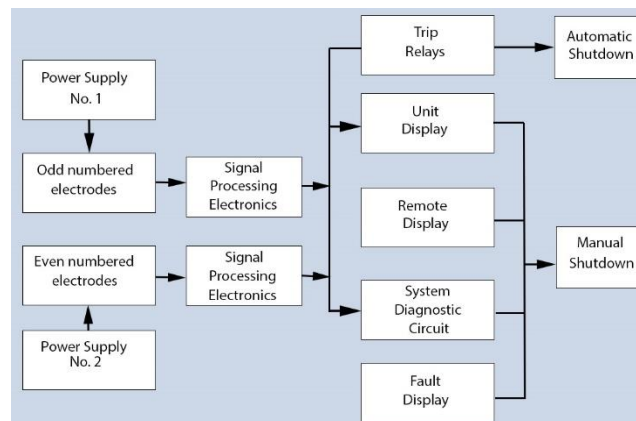 Power Supply
No. 1
Odd numbered
electrodes
Signal
Processing
Electronics
Even numbered
electrodes
Signal
Processing
Electronics
Power Supply
No. 2
Trip
Relays
Automatic
Shutdown
Unit
Display
Remote
Display
Manual
Shutdown
System
Diagnostic
Circuit
Fault
Display